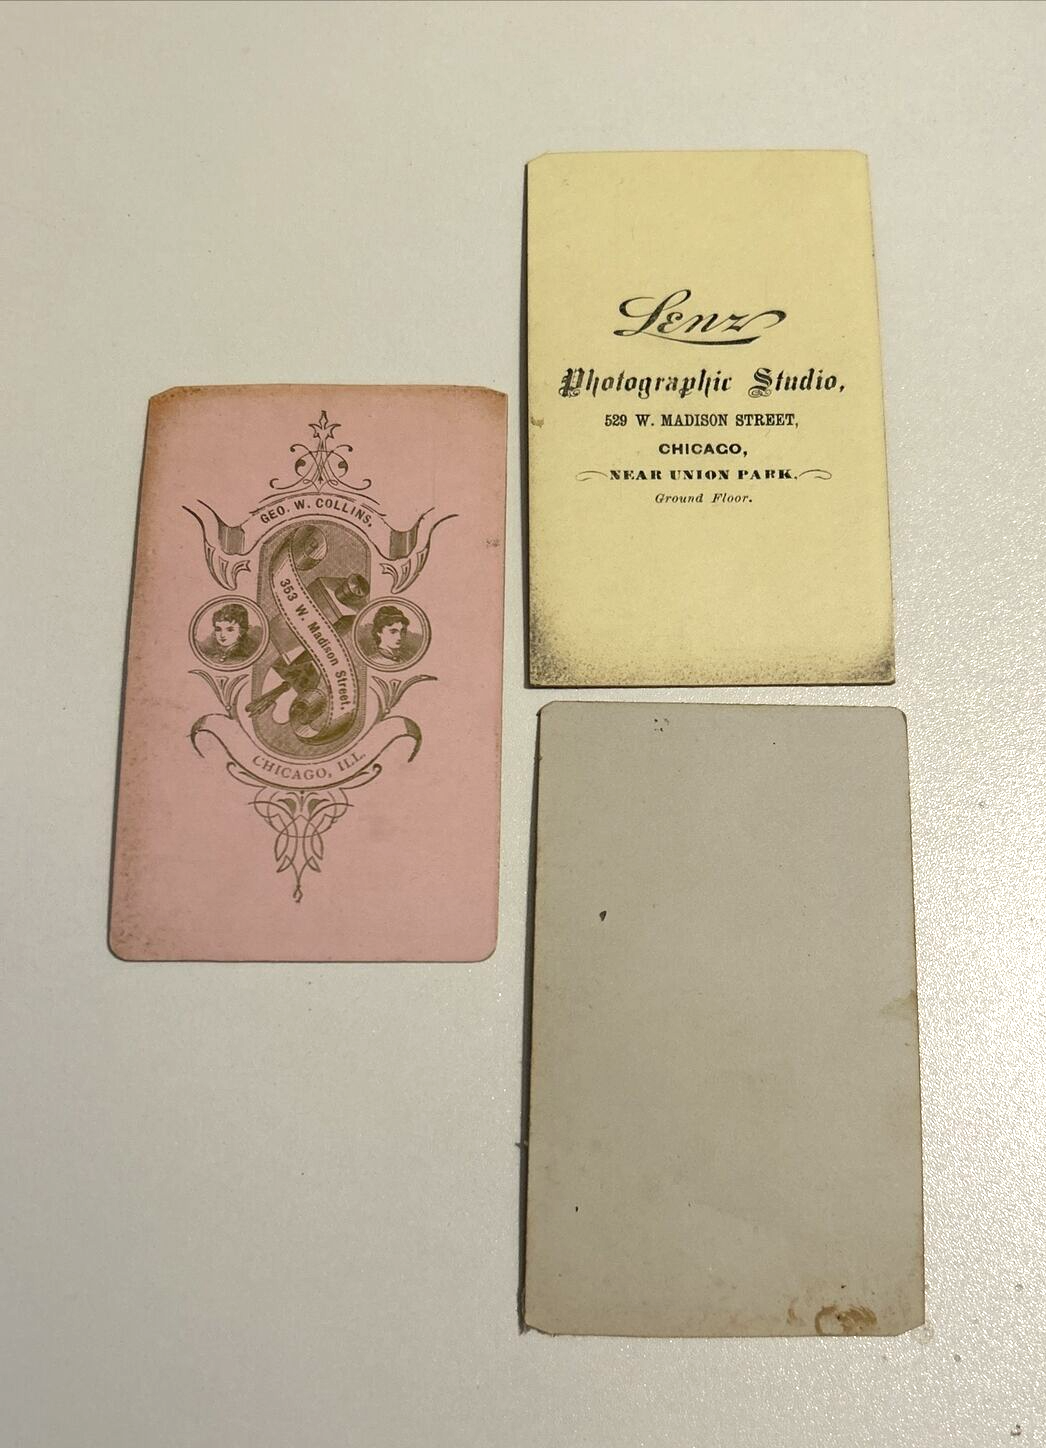 GEO. W. COLLINS,
353 W. Madison Street,
CHICAGO, ILL.
Lenz
Photographic Studio,
529 W. MADISON STREET,
CHICAGO,
NEAR UNION PARK,
Ground Floor.